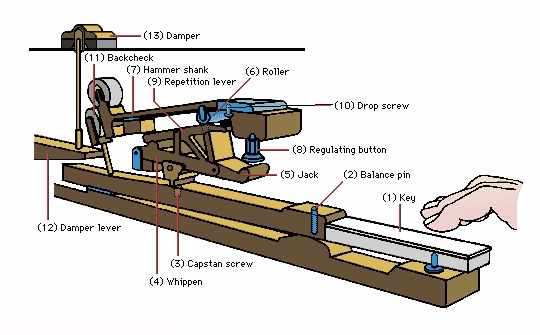 (13) Damper
(11) Backcheck
(7) Hammer shank
(6) Roller
(9) Repetition lever
(10) Drop screw
(8) Regulating button
(5) Jack
(2) Balance pin
(1) Key
(12) Damper lever
(3) Capstan screw
(4) Whippen